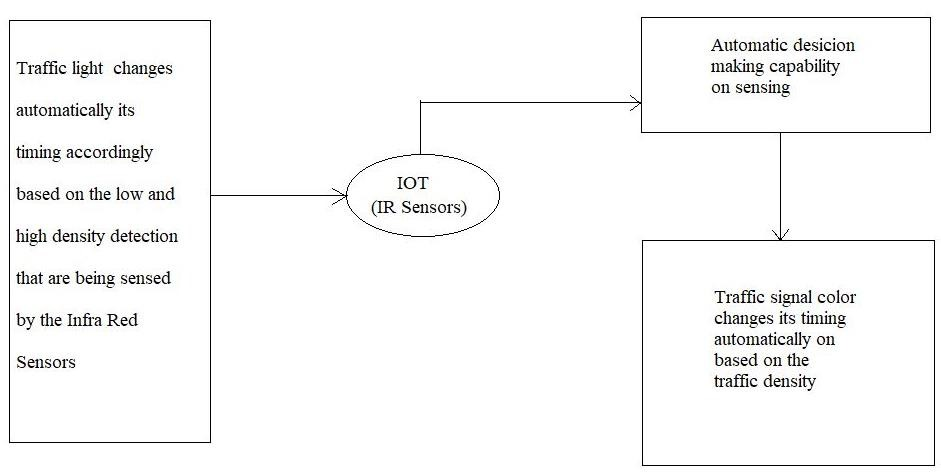 Traffic light changes
automatically its
timing accordingly
based on the low and
high density detection
that are being sensed
by the Infra Red
Sensors
IOT
(IR Sensors)
Automatic desicion
making capability
on sensing
Traffic signal color
changes its timing
automatically on
based on the
traffic density